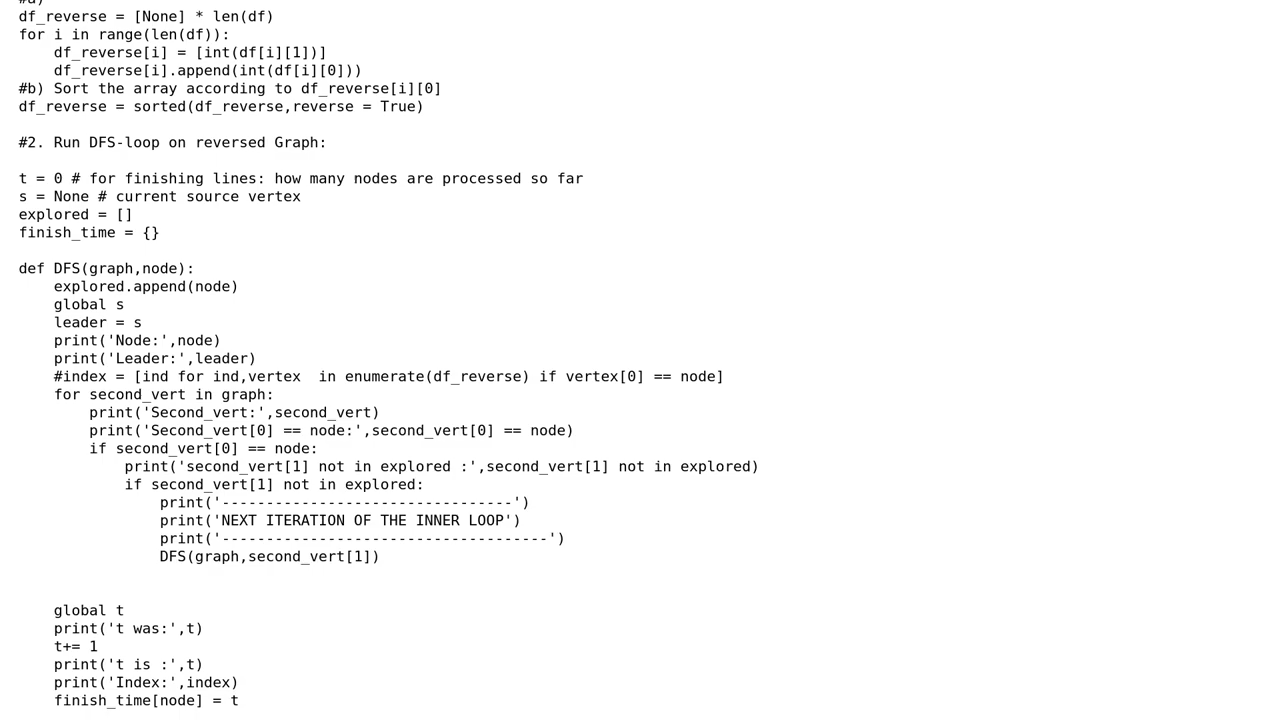 #a)
df_reverse = [None] * len(df)
for i in range(len(df)):
    df_reverse[i] = [int(df[i][1])]
    df_reverse[i].append(int(df[i][0]))
#b) Sort the array according to df_reverse[i][0]
df_reverse = sorted(df_reverse,reverse = True)

#2. Run DFS-loop on reversed Graph:

t = 0 # for finishing lines: how many nodes are processed so far
s = None # current source vertex
explored = []
finish_time = {}

def DFS(graph,node):
    explored.append(node)
    global s
    leader = s
    print('Node:',node)
    print('Leader:',leader)
    #index = [ind for ind,vertex  in enumerate(df_reverse) if vertex[0] == node]
    for second_vert in graph:
        print('Second_vert:',second_vert)
        print('Second_vert[0] == node:',second_vert[0] == node)
        if second_vert[0] == node:
            print('second_vert[1] not in explored :',second_vert[1] not in explored)
            if second_vert[1] not in explored:
                print('---------------------------------')
                print('NEXT ITERATION OF THE INNER LOOP')
                print('-------------------------------------')
                DFS(graph,second_vert[1])


    global t
    print('t was:',t)
    t+= 1
    print('t is :',t)
    print('Index:',index)
    finish_time[node] = t